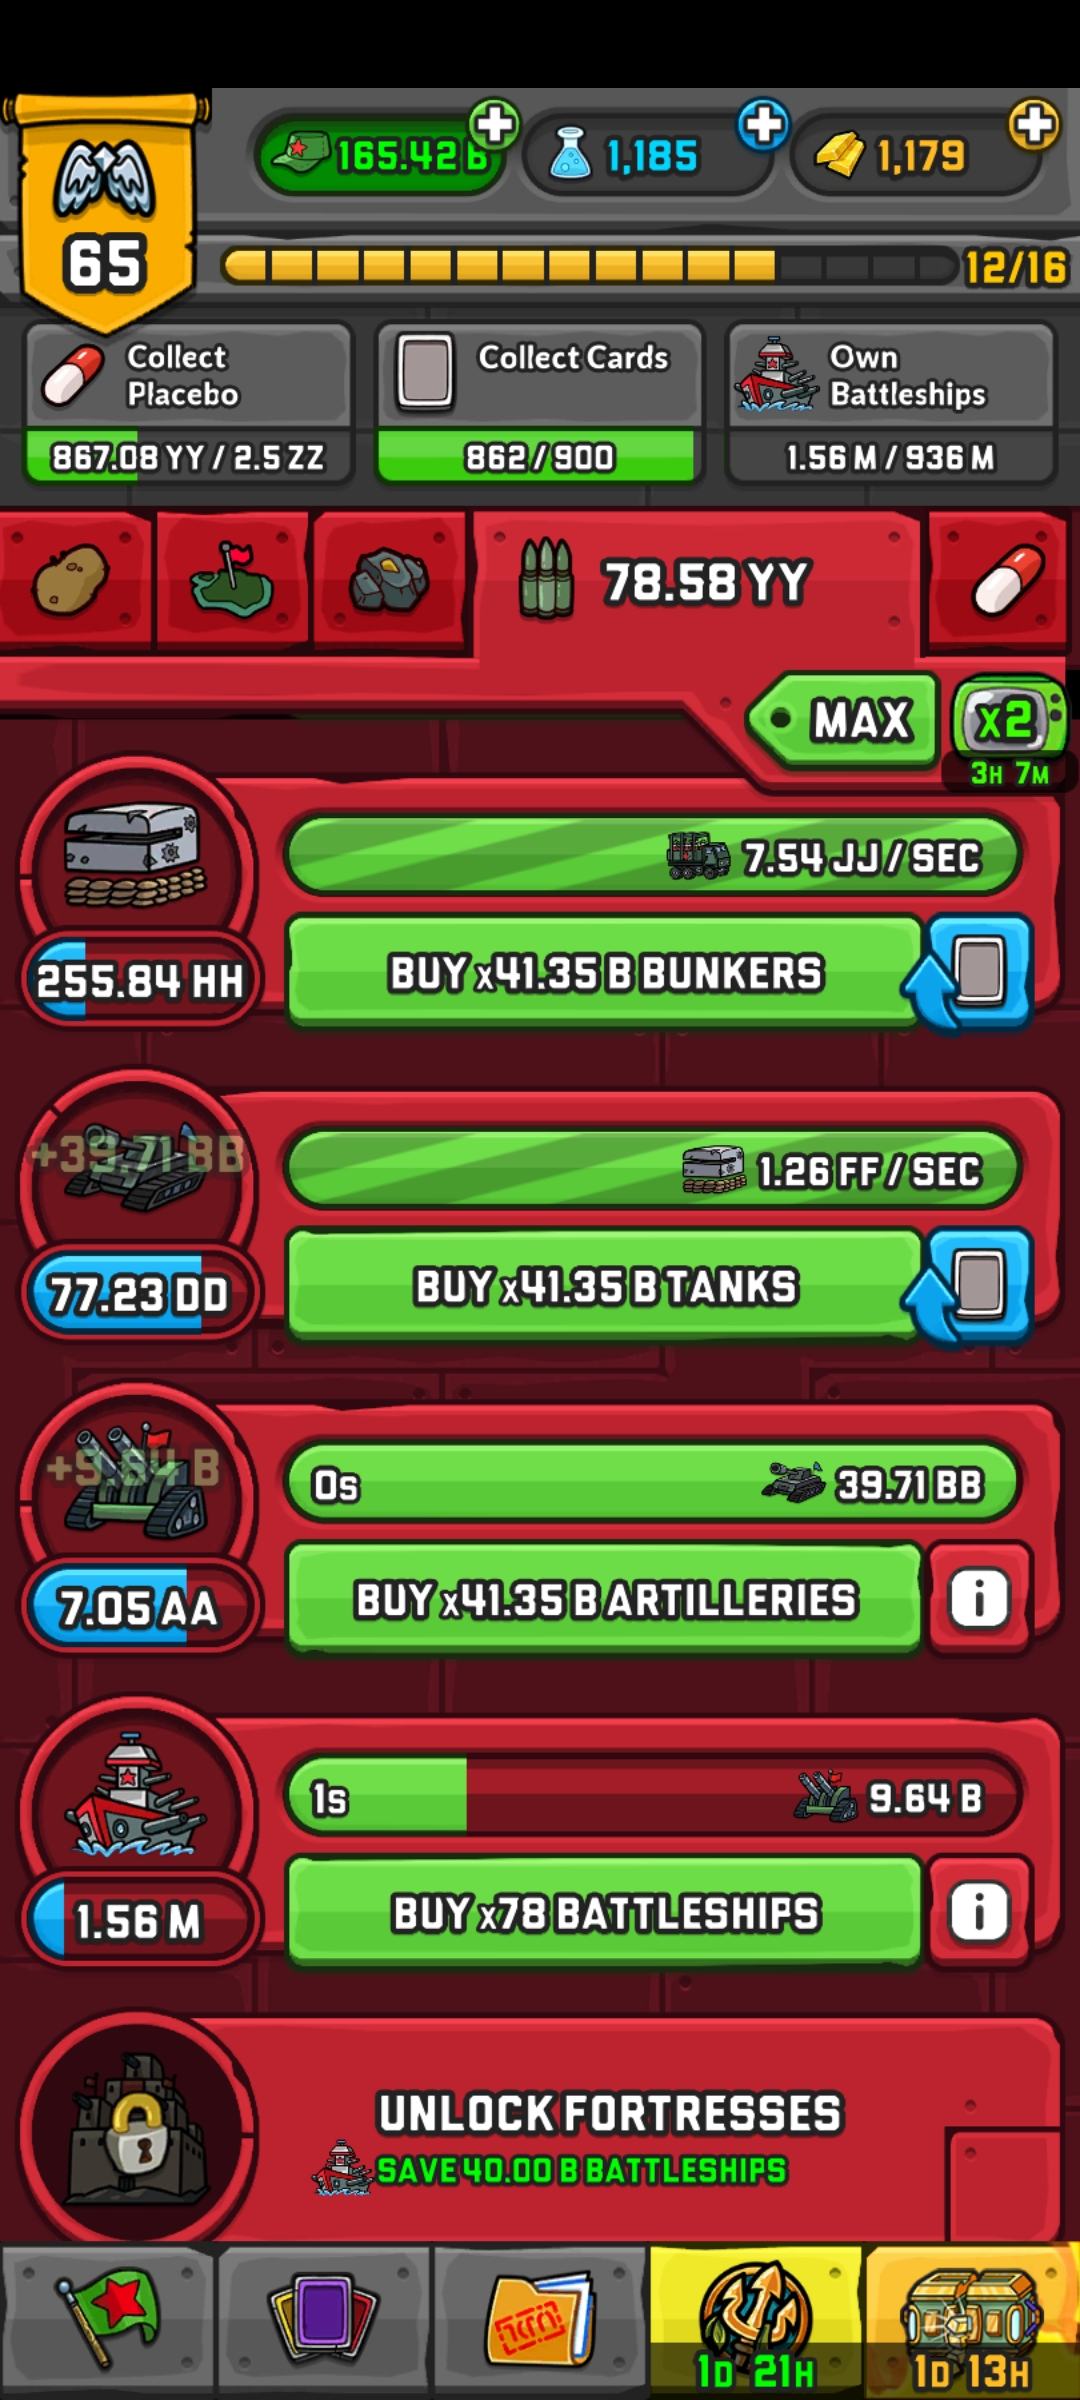 165.42 B
1,185
1,179
65
12/16
Collect
Placebo
Collect Cards
Own
Battleships
867.08 YY / 2.5 ZZ
862/900
1.56 M / 936 M
78.58 YY
MAX
x2
3H 7M
7.54 JJ / SEC
255.84 HH
BUY x41.35 B BUNKERS
+39.71 BB
1.26 FF / SEC
77.23 DD
BUY x41.35 B TANKS
+9.64 B
0s
39.71 BB
7.05 AA
BUY x41.35 B ARTILLERIES
i
1s
9.64 B
1.56 M
BUY x78 BATTLESHIPS
i
UNLOCK FORTRESSES
SAVE 40.00 B BATTLESHIPS
1D 21H
1D 13H